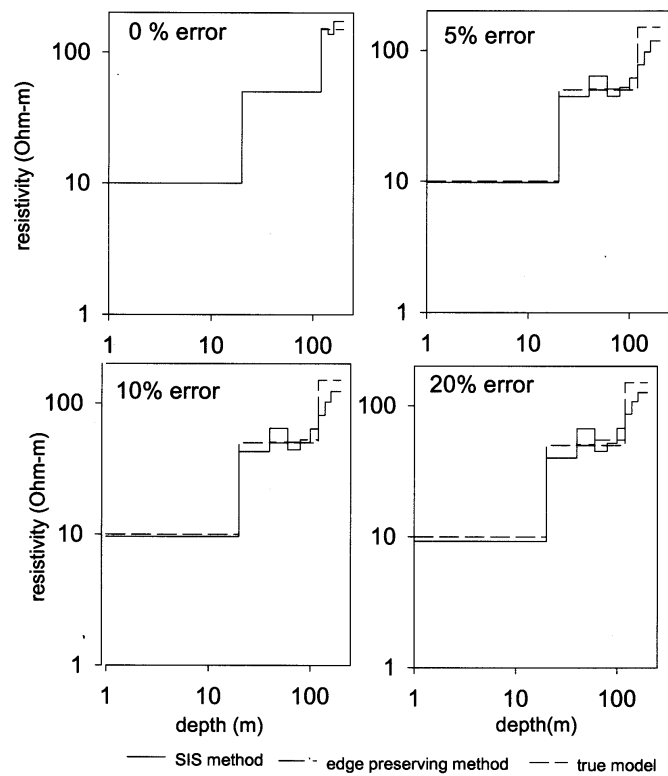 0 % error
100
10
1
1
10
100
resistivity (Ohm-m)
5% error
100
10
1
1
10
100
10% error
100
10
1
1
10
100
resistivity (Ohm-m)
depth (m)
20% error
100
10
1
1
10
100
depth(m)
SIS method
edge preserving method
true model